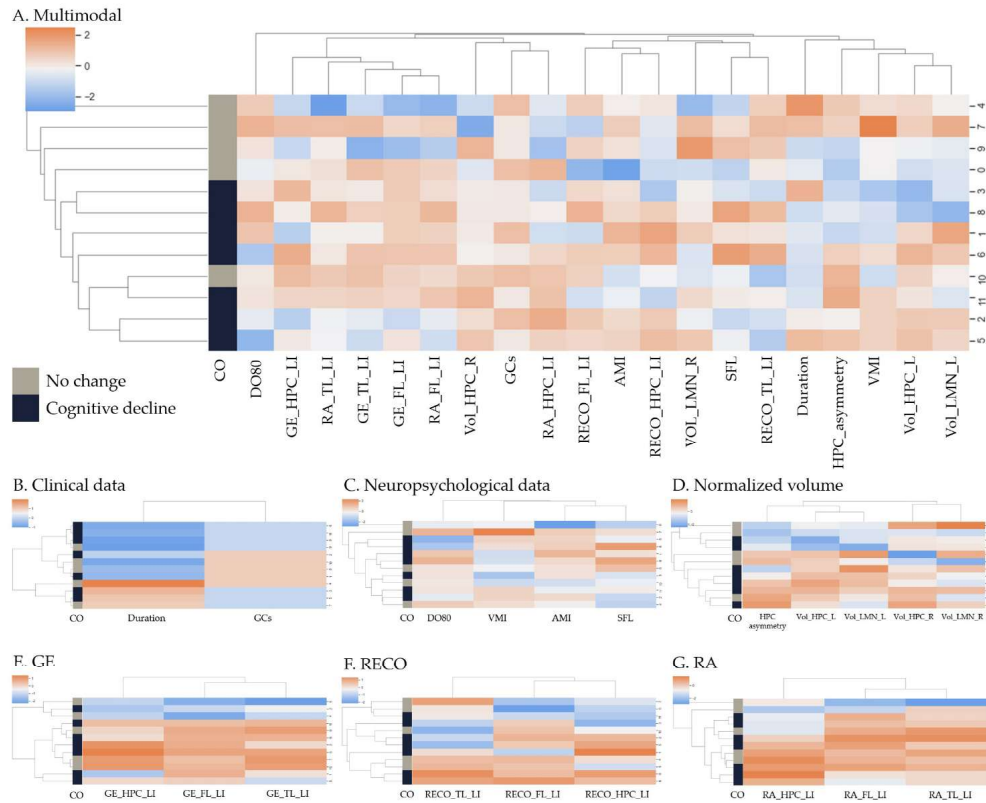 A. Multimodal
2
0
−2
4
7
9
0
3
8
1
6
10
11
2
5
CO
DO80
GE_HPC_LI
RA_TL_LI
GE_TL_LI
GE_FL_LI
RA_FL_LI
Vol_HPC_R
GCs
RA_HPC_LI
RECO_FL_LI
AMI
RECO_HPC_LI
VOL_LMN_R
SFL
RECO_TL_LI
Duration
HPC_asymmetry
VMI
Vol_HPC_L
Vol_LMN_L
No change
Cognitive decline
B. Clinical data
CO Duration GCs
C. Neuropsychological data
CO DO80 VMI AMI SFL
D. Normalized volume
CO HPC Vol_HPC_L Vol_LMN_L Vol_HPC_R Vol_LMN_R
asymmetry
E. GE
CO GE_HPC_LI GE_FL_LI GE_TL_LI
F. RECO
CO RECO_TL_LI RECO_FL_LI RECO_HPC_LI
G. RA
CO RA_HPC_LI RA_FL_LI RA_TL_LI